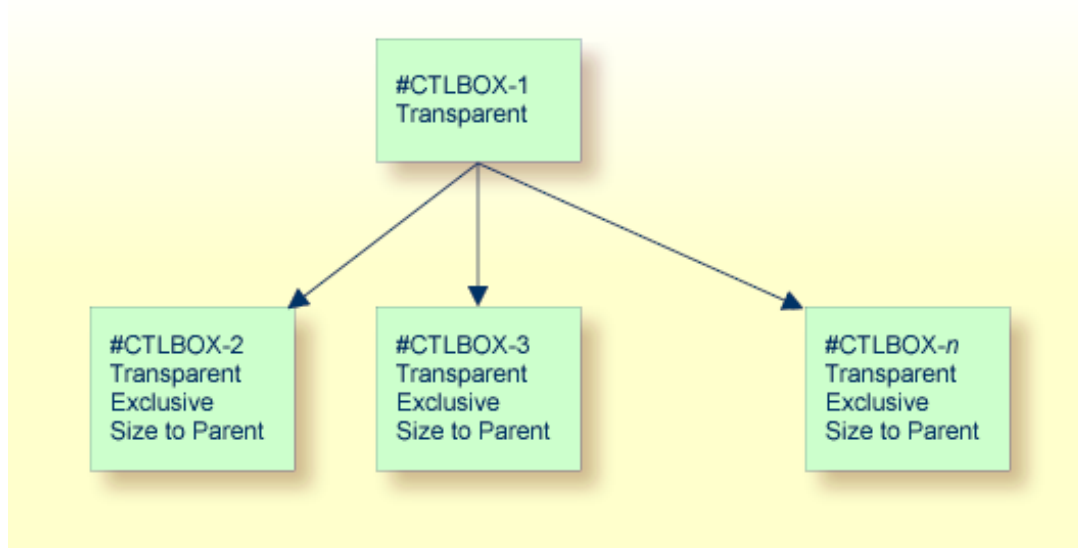 #CTLBOX-1
Transparent
#CTLBOX-2
Transparent
Exclusive
Size to Parent
#CTLBOX-3
Transparent
Exclusive
Size to Parent
#CTLBOX-n
Transparent
Exclusive
Size to Parent